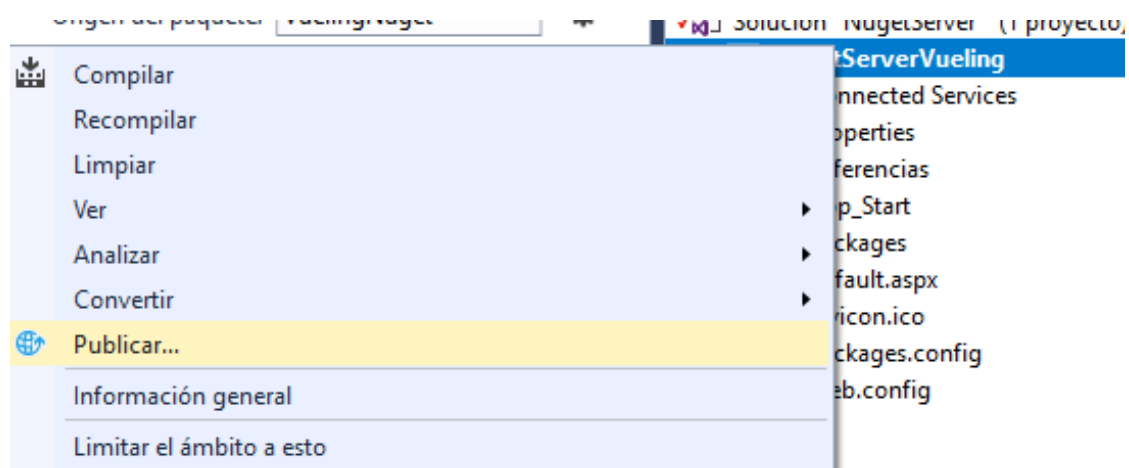 Origen del paquete: VuelingNuget
Compilar
Recompilar
Limpiar
Ver
Analizar
Convertir
Publicar...
Información general
Limitar el ámbito a esto
Solución "NugetServer" (1 proyecto)
tServerVueling
nnected Services
operties
ferencias
p_Start
ckages
fault.aspx
vicon.ico
ckages.config
eb.config